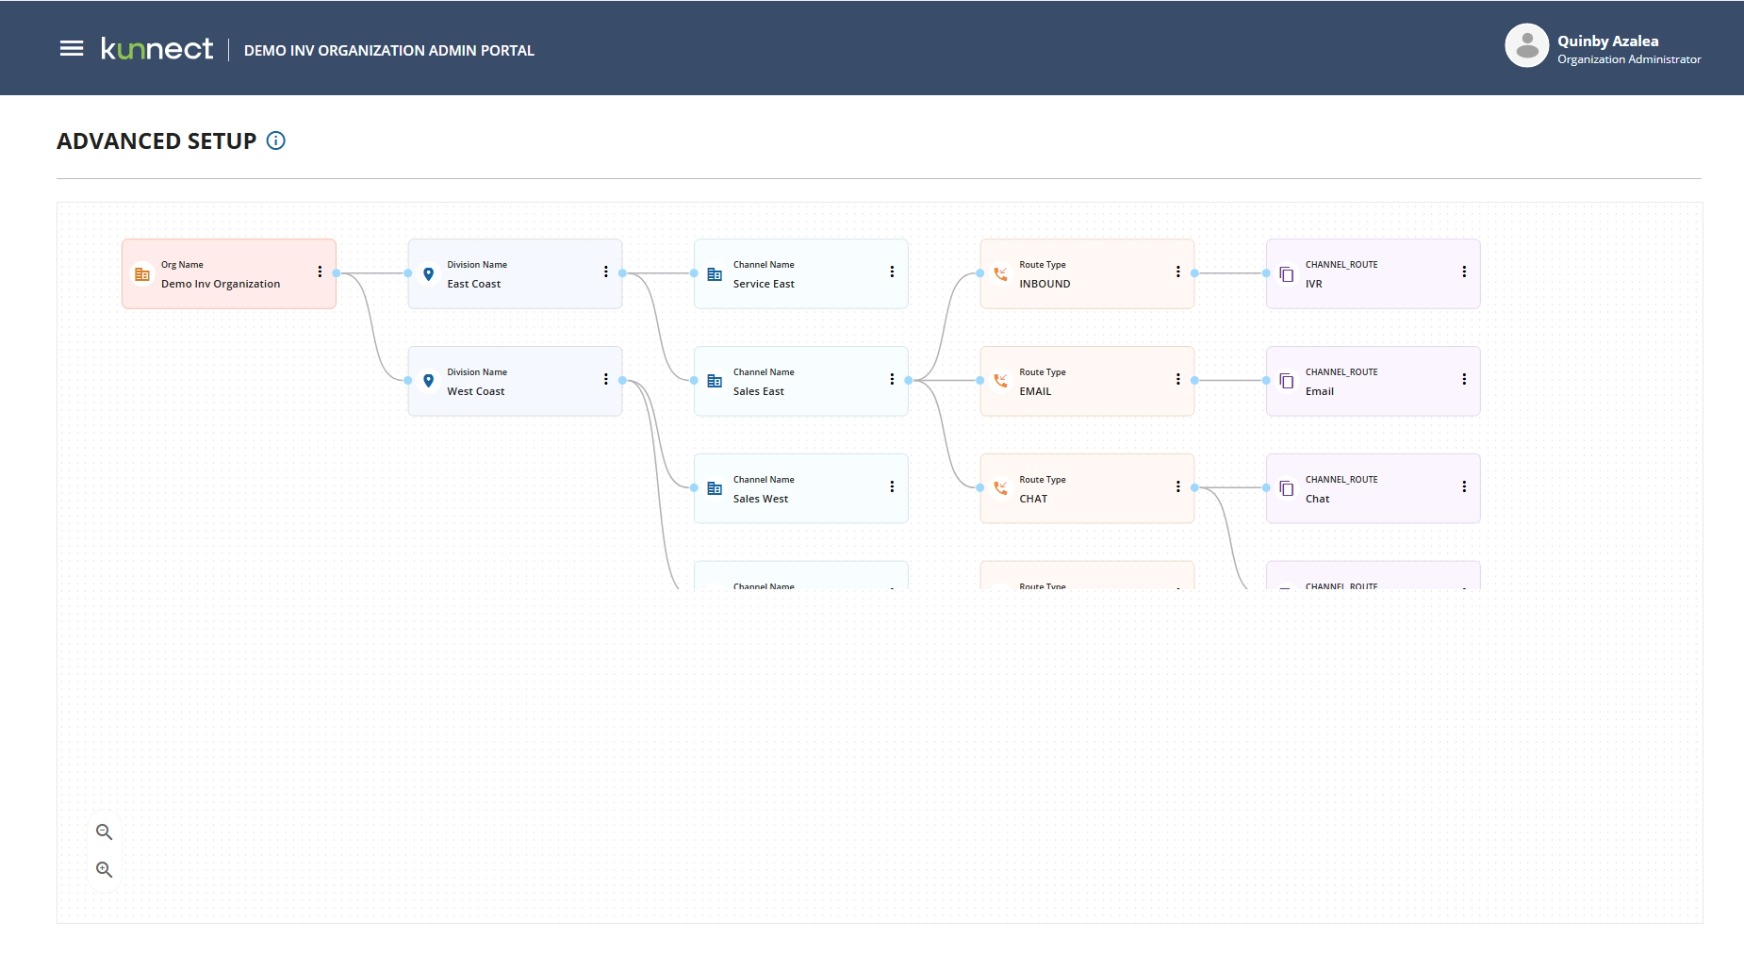 kunnect
DEMO INV ORGANIZATION ADMIN PORTAL
Quinby Azalea
Organization Administrator
ADVANCED SETUP
Org Name
Demo Inv Organization
Division Name
East Coast
Channel Name
Service East
Route Type
INBOUND
CHANNEL_ROUTE
IVR
Division Name
West Coast
Channel Name
Sales East
Route Type
EMAIL
CHANNEL_ROUTE
Email
Channel Name
Sales West
Route Type
CHAT
CHANNEL_ROUTE
Chat
Channel Name
Route Type
CHANNEL_ROUTE